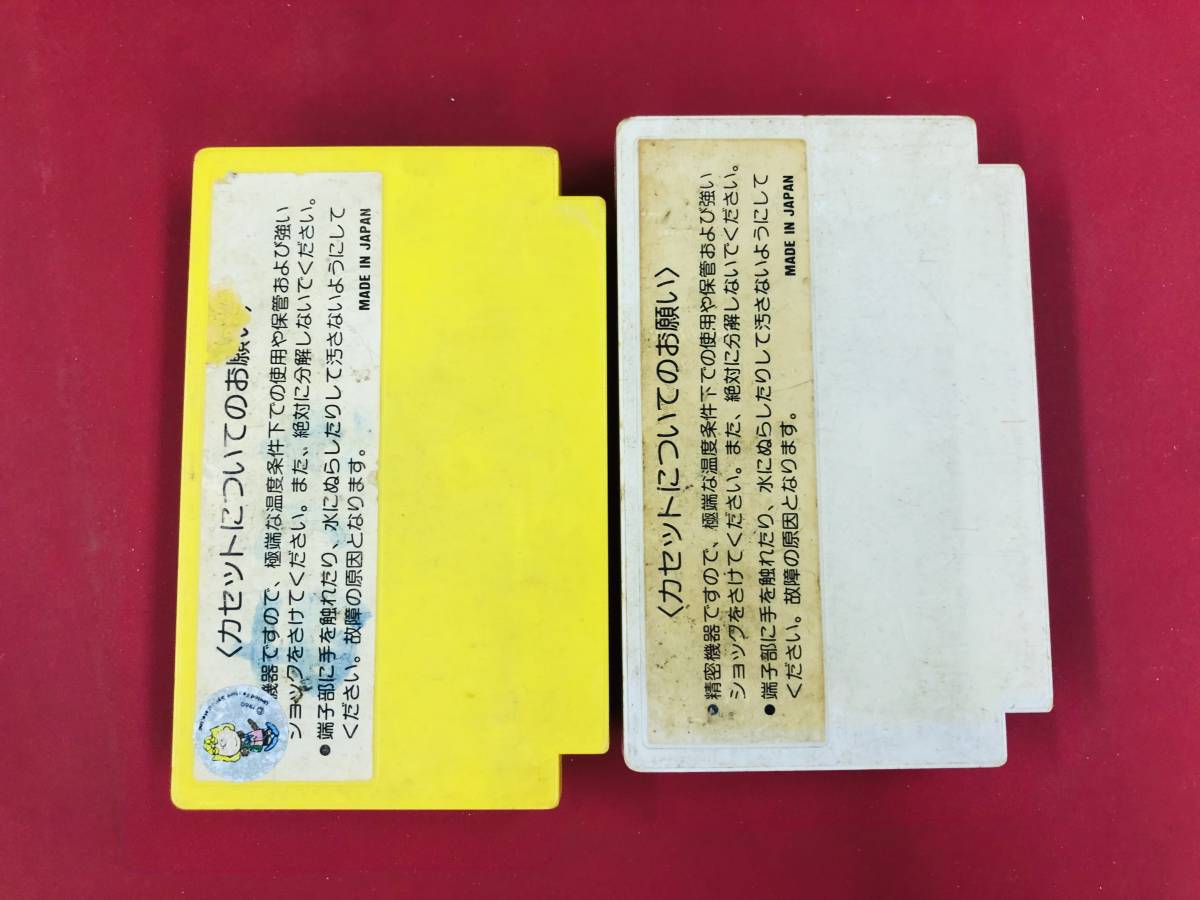 〈カセットについてのお願い〉
機器ですので、極端な温度条件下での使用や保管および強い
ショックをさけてください。また、絶対に分解しないでください。
●端子部に手を触れたり、水にぬらしたりして汚さないようにして
ください。故障の原因となります。
MADE IN JAPAN
© 1960
〈カセットについてのお願い〉
●精密機器ですので、極端な温度条件下での使用や保管および強い
ショックをさけてください。また、絶対に分解しないでください。
●端子部に手を触れたり、水にぬらしたりして汚さないようにして
ください。故障の原因となります。
MADE IN JAPAN